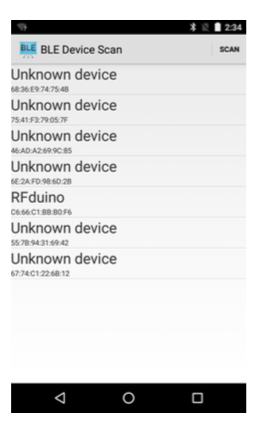 2:34
BLE BLE Device Scan SCAN
Unknown device
68:36:E9:74:75:4B
Unknown device
75:41:F3:79:05:7F
Unknown device
46:AD:A2:69:9C:85
Unknown device
6E:2A:FD:98:6D:2B
RFduino
C6:66:C1:BB:B0:F6
Unknown device
55:7B:94:31:69:42
Unknown device
67:74:C1:22:6B:12